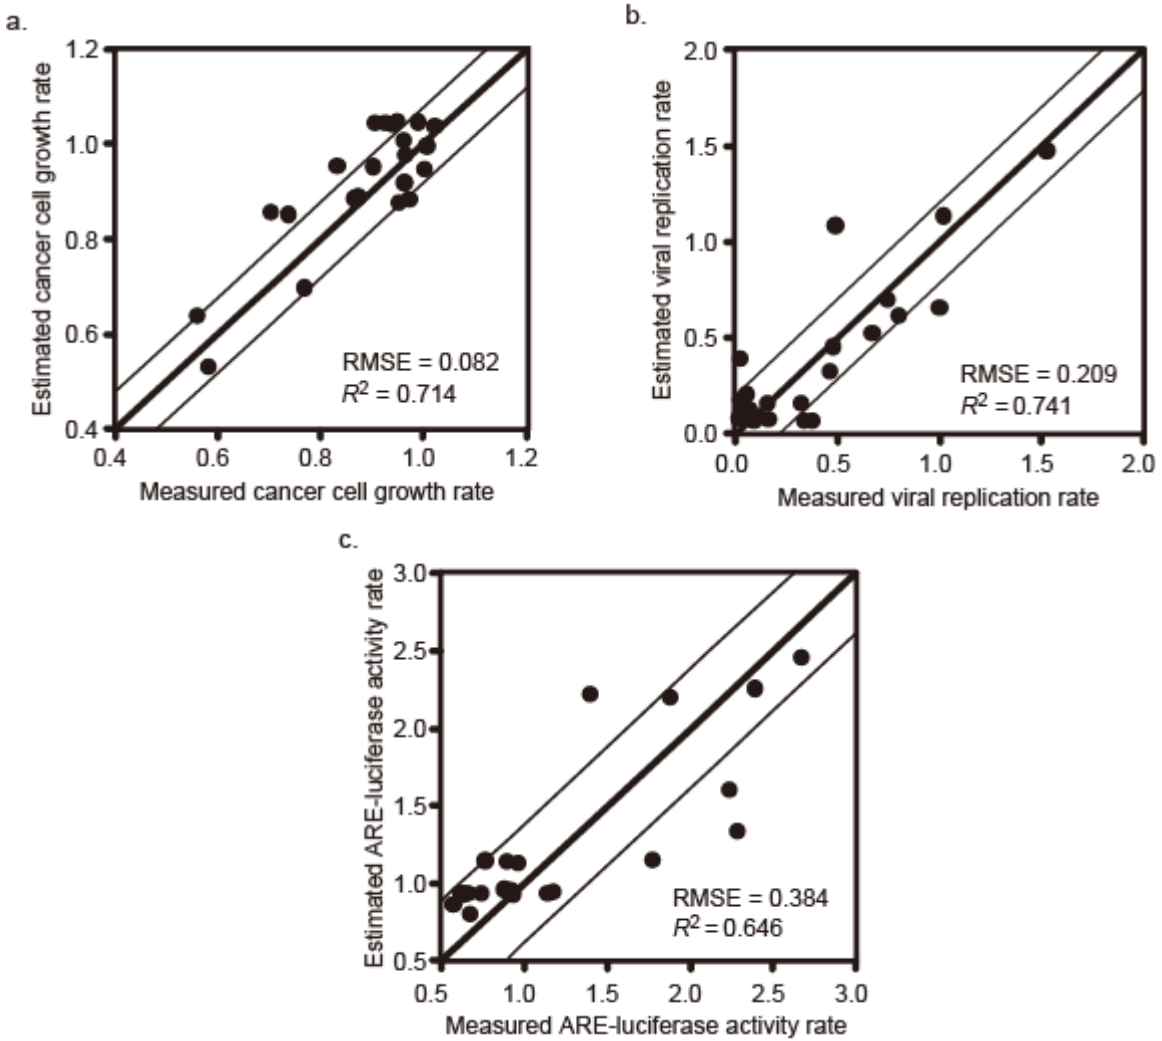 a.
Estimated cancer cell growth rate
1.2
1.0
0.8
0.6
0.4
RMSE = 0.082
R² = 0.714
0.4 0.6 0.8 1.0 1.2
Measured cancer cell growth rate
b.
Estimated viral replication rate
2.0
1.5
1.0
0.5
0.0
RMSE = 0.209
R² = 0.741
0.0 0.5 1.0 1.5 2.0
Measured viral replication rate
c.
Estimated ARE-luciferase activity rate
3.0
2.5
2.0
1.5
1.0
0.5
RMSE = 0.384
R² = 0.646
0.5 1.0 1.5 2.0 2.5 3.0
Measured ARE-luciferase activity rate